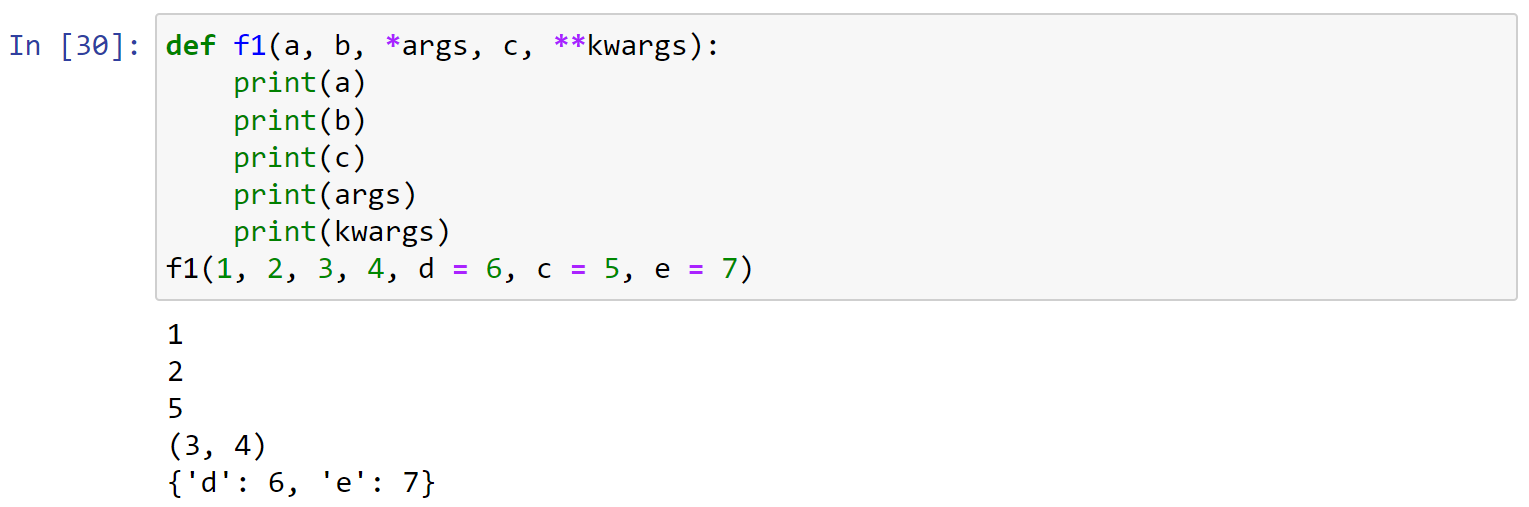 In [30]: def f1(a, b, *args, c, **kwargs):
    print(a)
    print(b)
    print(c)
    print(args)
    print(kwargs)
f1(1, 2, 3, 4, d = 6, c = 5, e = 7)
1
2
5
(3, 4)
{'d': 6, 'e': 7}